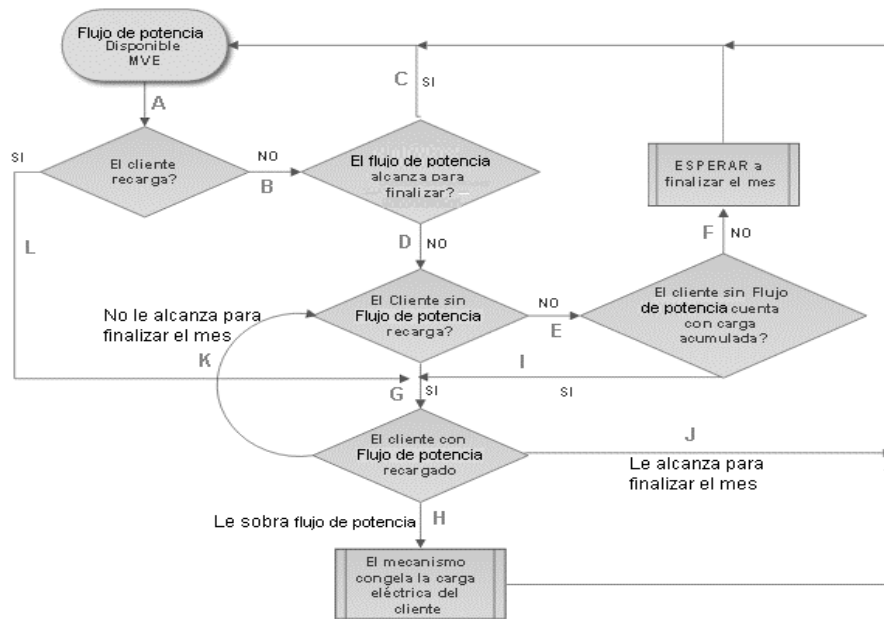 Flujo de potencia
Disponible
MVE
A
C
SI
El cliente
recarga?
SI
NO
B
El flujo de potencia
alcanza para
finalizar?
ESPERAR a
finalizar el mes
L
D
NO
F
NO
No le alcanza para
finalizar el mes
K
El Cliente sin
Flujo de potencia
recarga?
NO
E
El cliente sin Flujo
de potencia cuenta
con carga
acumulada?
I
G
SI
SI
El cliente con
Flujo de potencia
recargado
J
Le alcanza para
finalizar el mes
Le sobra flujo de potencia
H
El mecanismo
congela la carga
eléctrica del
cliente